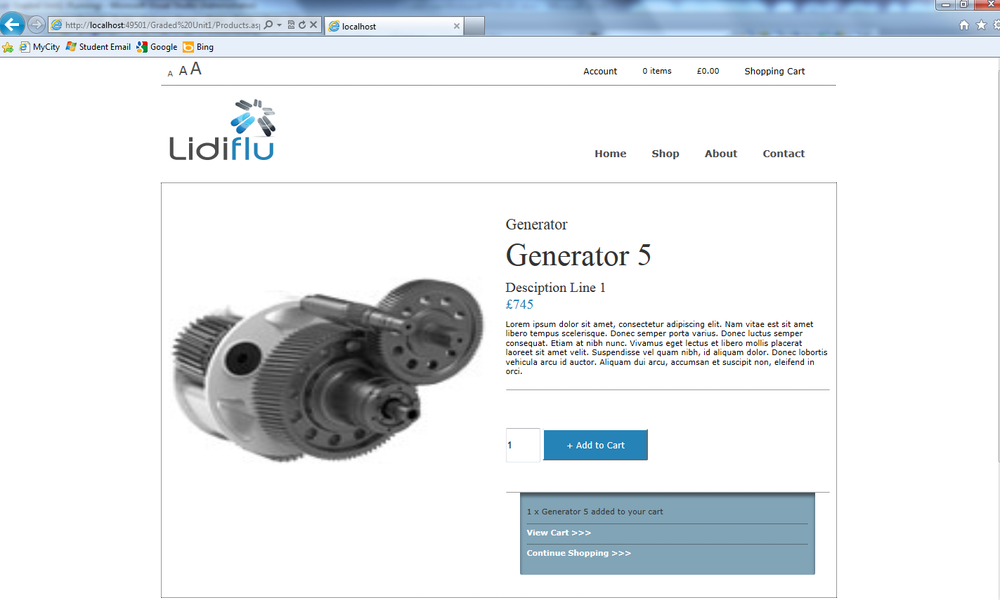 http://localhost:49501/Graded%20Unit1/Products.as
localhost
MyCity Student Email Google Bing
A A A
Account 0 items £0.00 Shopping Cart
Lidiflu
Home Shop About Contact
Generator
Generator 5
Desciption Line 1
£745
Lorem ipsum dolor sit amet, consectetur adipiscing elit. Nam vitae est sit amet
libero tempus scelerisque. Donec semper porta varius. Donec luctus semper
consequat. Etiam at nibh nunc. Vivamus eget lectus et libero mollis placerat
laoreet sit amet velit. Suspendisse vel quam nibh, id aliquam dolor. Donec lobortis
vehicula arcu id auctor. Aliquam dui arcu, accumsan et suscipit non, eleifend in
orci.
1
+ Add to Cart
1 x Generator 5 added to your cart
View Cart >>>
Continue Shopping >>>